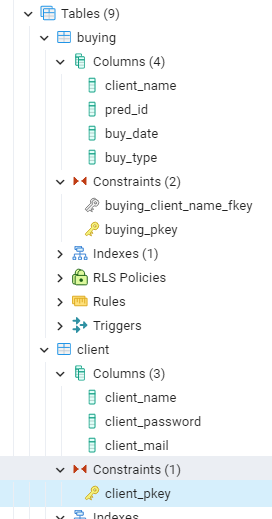 Tables (9)
buying
Columns (4)
client_name
pred_id
buy_date
buy_type
Constraints (2)
buying_client_name_fkey
buying_pkey
Indexes (1)
RLS Policies
Rules
Triggers
client
Columns (3)
client_name
client_password
client_mail
Constraints (1)
client_pkey
Indexes